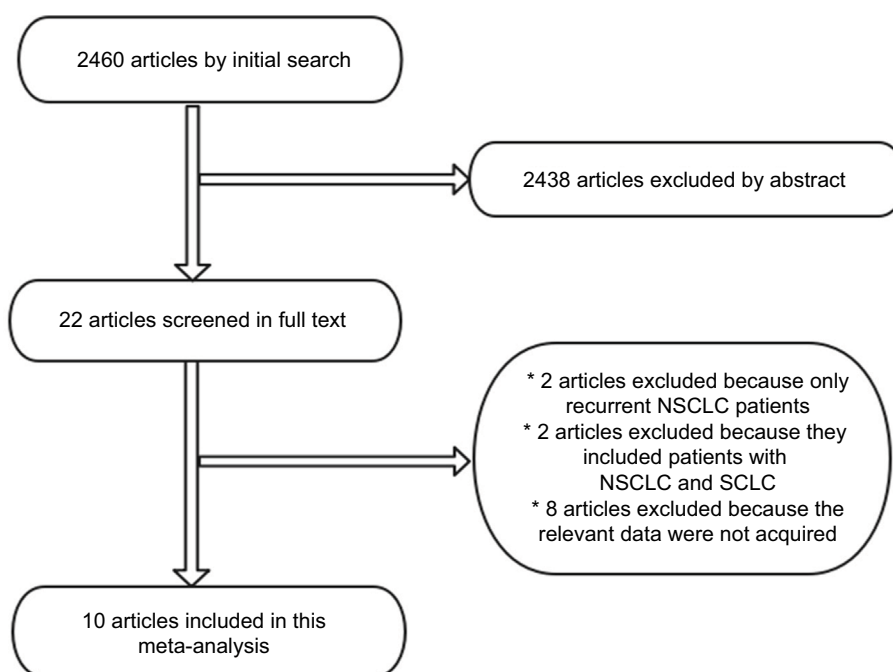 2460 articles by initial search
2438 articles excluded by abstract
22 articles screened in full text
* 2 articles excluded because only
recurrent NSCLC patients
* 2 articles excluded because they
included patients with
NSCLC and SCLC
* 8 articles excluded because the
relevant data were not acquired
10 articles included in this
meta-analysis